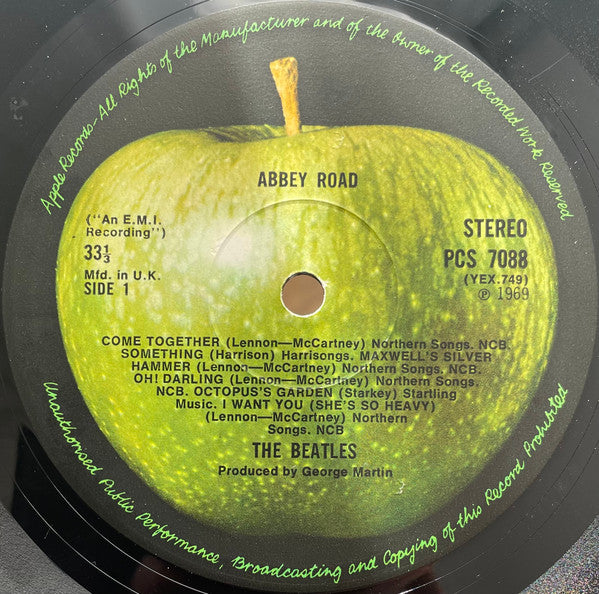 Apple Records-All Rights of the Manufacturer and of the Owner of the Recorded Work Reserved
ABBEY ROAD
("An E.M.I.
Recording")
33⅓
Mfd. in U.K.
SIDE 1
STEREO
PCS 7088
(YEX.749)
℗ 1969
COME TOGETHER (Lennon—McCartney) Northern Songs. NCB.
SOMETHING (Harrison) Harrisongs. MAXWELL'S SILVER
HAMMER (Lennon—McCartney) Northern Songs. NCB.
OH! DARLING (Lennon—McCartney) Northern Songs.
NCB. OCTOPUS'S GARDEN (Starkey) Startling
Music. I WANT YOU (SHE'S SO HEAVY)
(Lennon—McCartney) Northern
Songs. NCB
THE BEATLES
Produced by George Martin
Unauthorised Public Performance, Broadcasting and Copying of this Record Prohibited